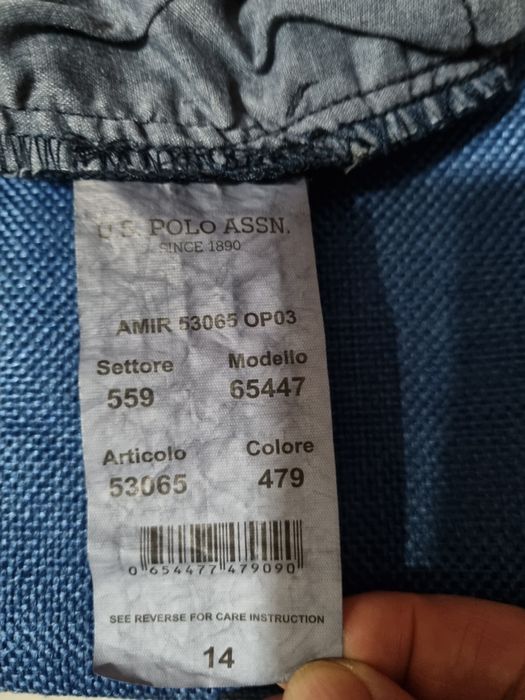 U.S. POLO ASSN.
SINCE 1890
AMIR 53065 OP03
Settore Modello
559 65447
Articolo Colore
53065 479
0 654477 479090
SEE REVERSE FOR CARE INSTRUCTION
14